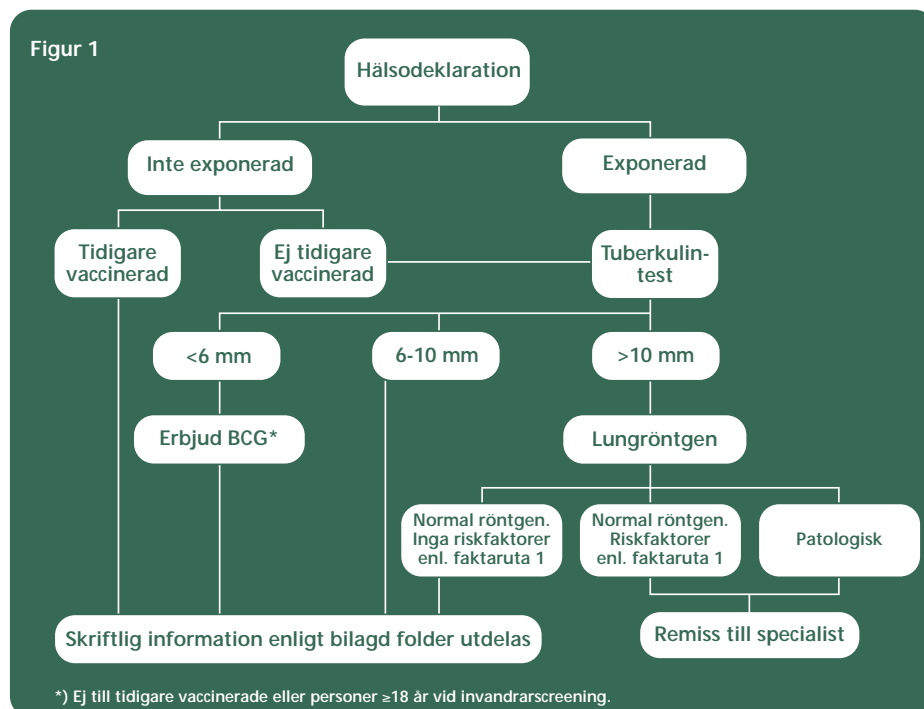 Figur 1
Hälsodeklaration
Inte exponerad
Exponerad
Tidigare
vaccinerad
Ej tidigare
vaccinerad
Tuberkulin-
test
<6 mm
6-10 mm
>10 mm
Erbjud BCG*
Lungröntgen
Normal röntgen.
Inga riskfaktorer
enl. faktaruta 1
Normal röntgen.
Riskfaktorer
enl. faktaruta 1
Patologisk
Skriftlig information enligt bilagd folder utdelas
Remiss till specialist
*) Ej till tidigare vaccinerade eller personer ≥18 år vid invandrarscreening.